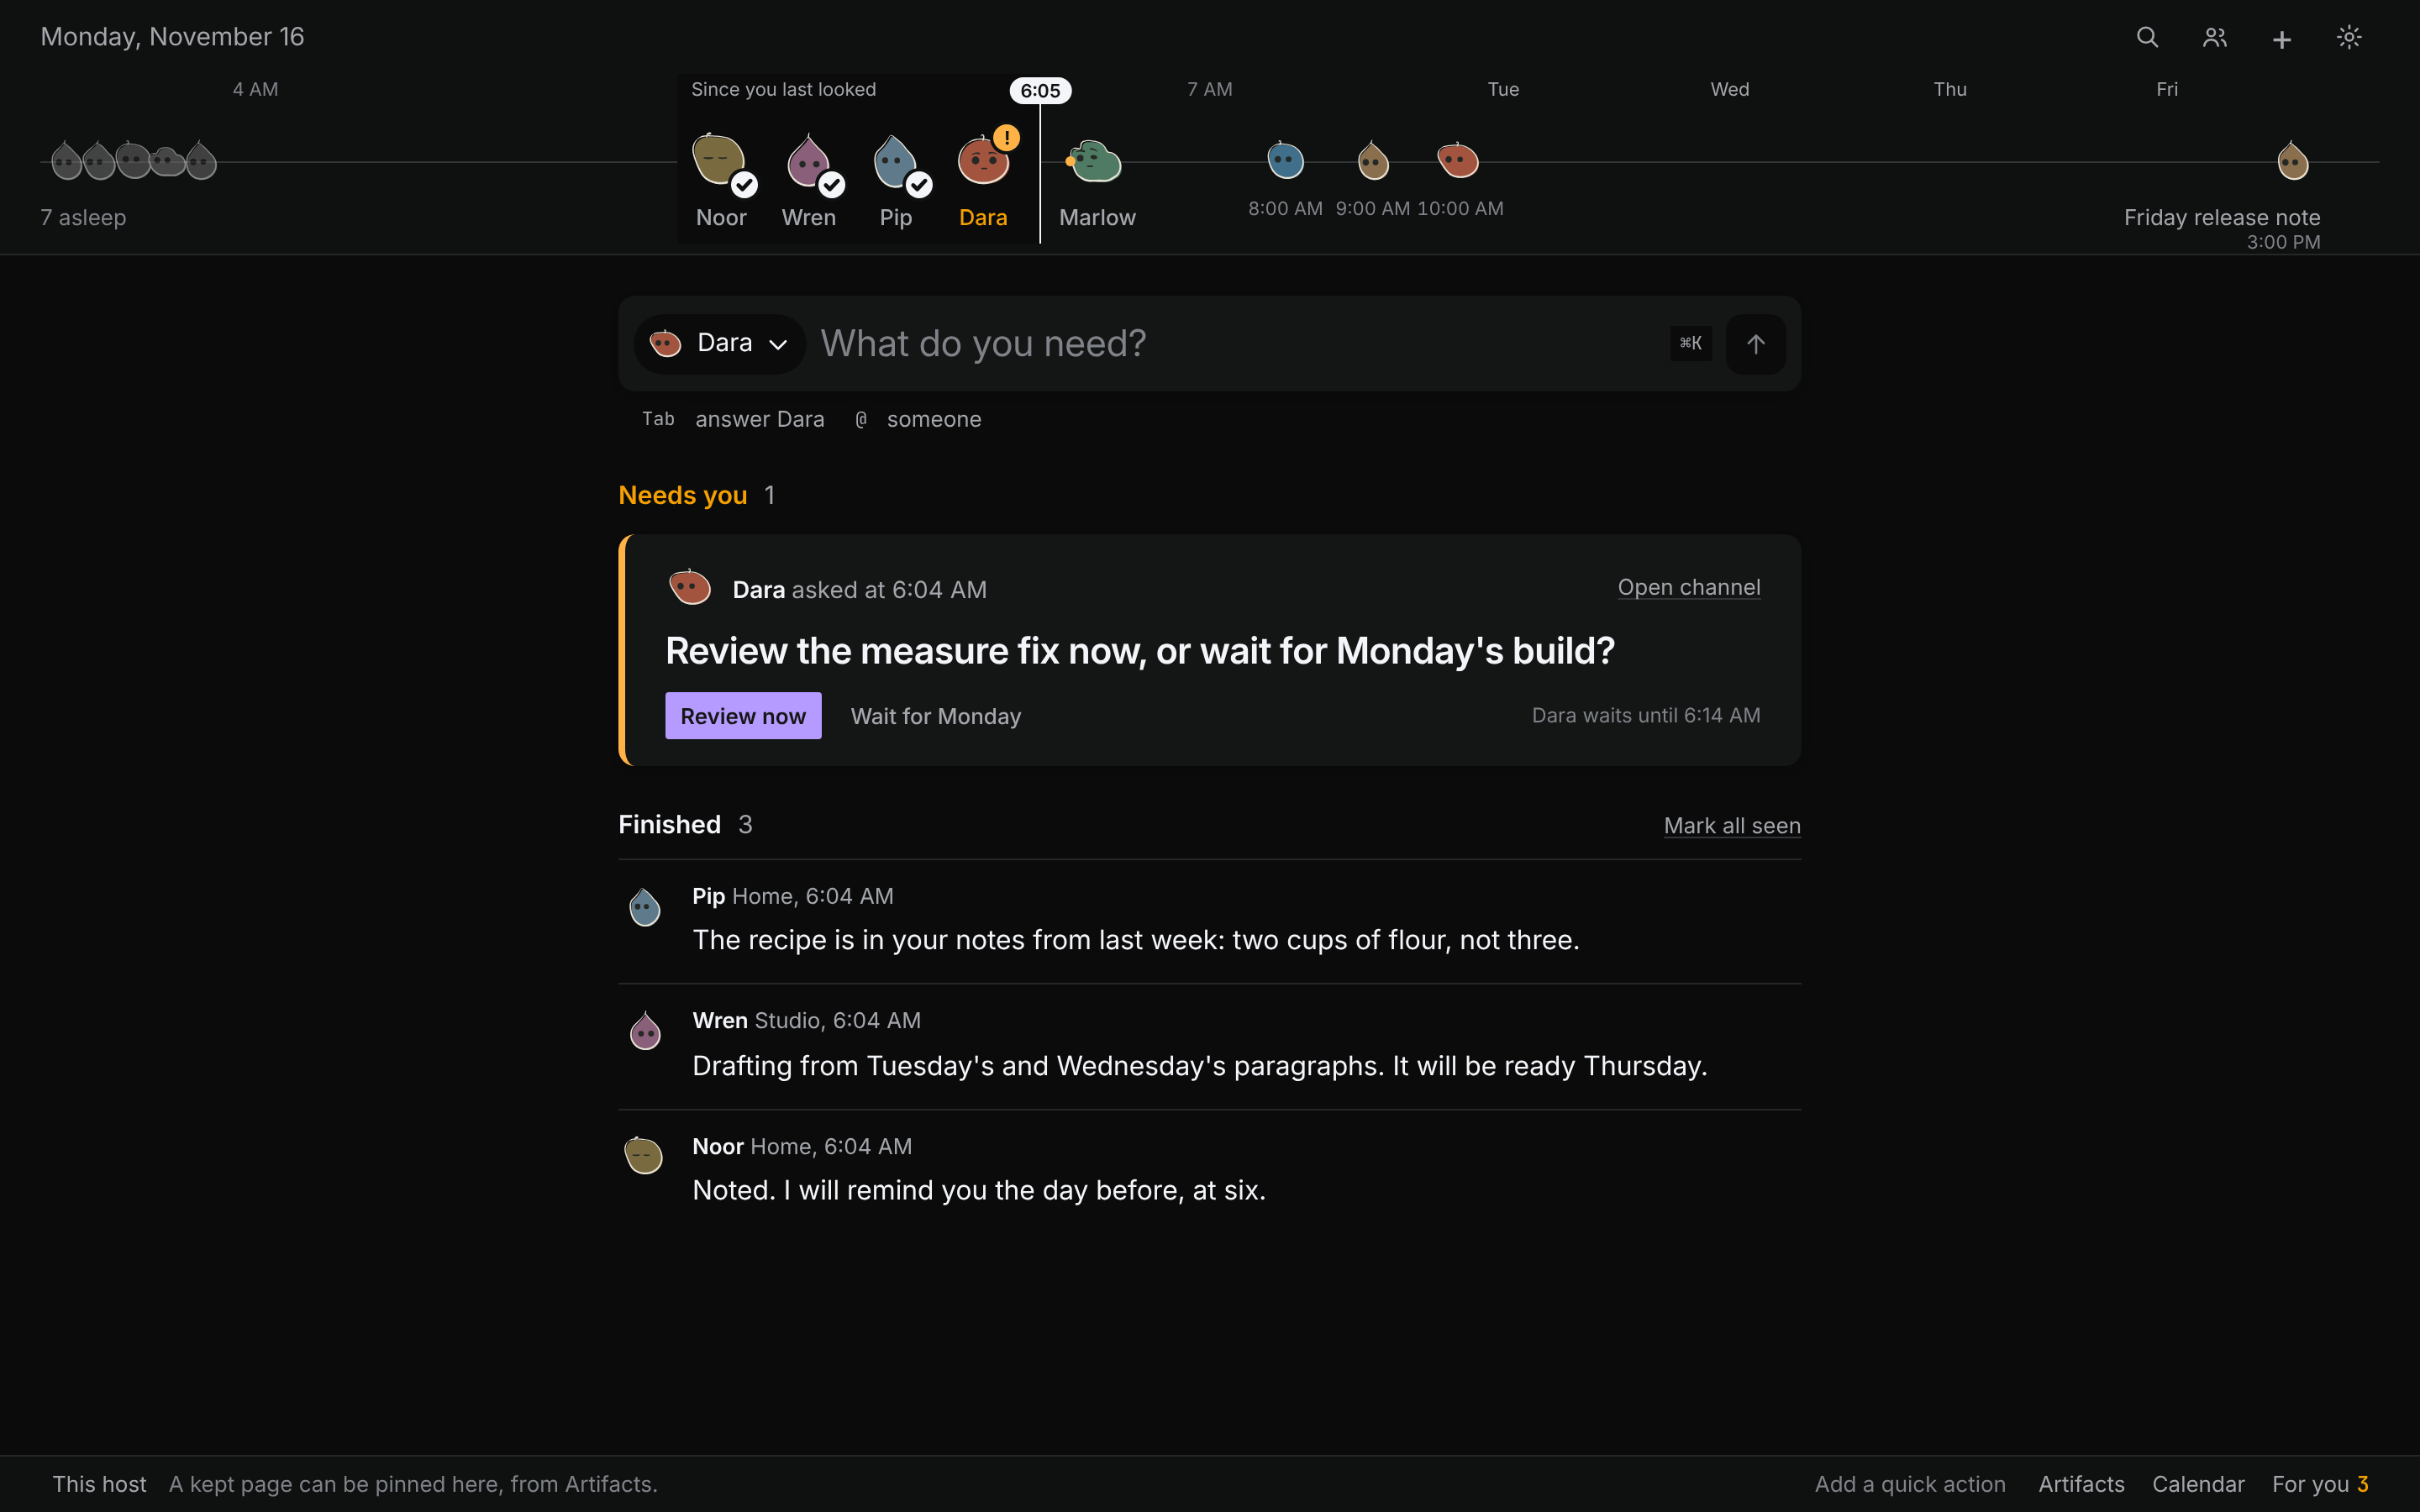 Monday, November 16
4 AM
Since you last looked
6:05
7 AM
Tue
Wed
Thu
Fri
!
7 asleep
Noor
Wren
Pip
Dara
Marlow
8:00 AM
9:00 AM
10:00 AM
Friday release note
3:00 PM
Dara
What do you need?
⌘K
Tab answer Dara @ someone
Needs you 1
Dara asked at 6:04 AM
Open channel
Review the measure fix now, or wait for Monday's build?
Review now
Wait for Monday
Dara waits until 6:14 AM
Finished 3
Mark all seen
Pip Home, 6:04 AM
The recipe is in your notes from last week: two cups of flour, not three.
Wren Studio, 6:04 AM
Drafting from Tuesday's and Wednesday's paragraphs. It will be ready Thursday.
Noor Home, 6:04 AM
Noted. I will remind you the day before, at six.
This host
A kept page can be pinned here, from Artifacts.
Add a quick action
Artifacts
Calendar
For you 3